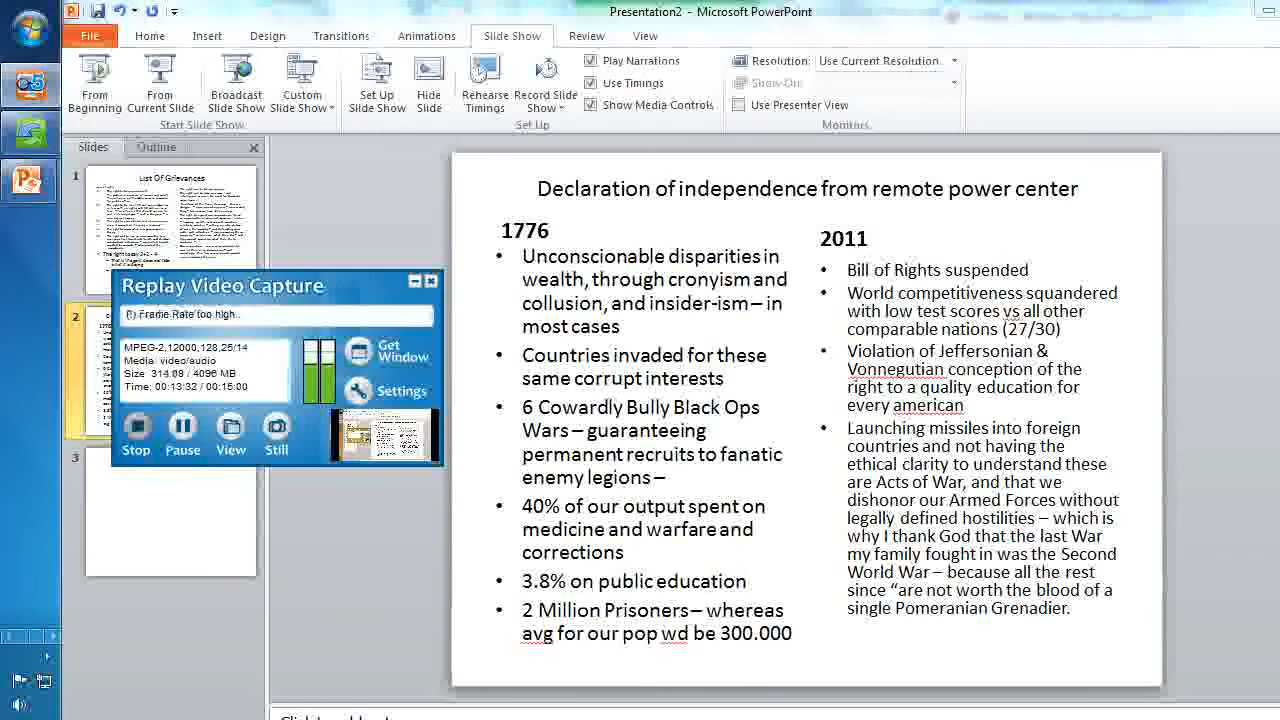 Presentation2 - Microsoft PowerPoint
File Home Insert Design Transitions Animations Slide Show Review View
From Beginning
From Current Slide
Broadcast Slide Show
Custom Slide Show
Start Slide Show
Set Up Slide Show
Hide Slide
Rehearse Timings
Record Slide Show
Play Narrations
Use Timings
Show Media Controls
Set Up
Resolution: Use Current Resolution
Show On:
Use Presenter View
Monitors
Slides Outline
1
List Of Grievances
2
3
Replay Video Capture
Frame Rate too high..
MPEG-2,12000,128,25/14
Media: video/audio
Size 314.69 / 4096 MB
Time: 00:13:32 / 00:15:00
Get Window
Settings
Stop Pause View Still
Declaration of independence from remote power center
1776
• Unconscionable disparities in
wealth, through cronyism and
collusion, and insider-ism – in
most cases
• Countries invaded for these
same corrupt interests
• 6 Cowardly Bully Black Ops
Wars – guaranteeing
permanent recruits to fanatic
enemy legions –
• 40% of our output spent on
medicine and warfare and
corrections
• 3.8% on public education
• 2 Million Prisoners – whereas
avg for our pop wd be 300.000
2011
• Bill of Rights suspended
• World competitiveness squandered
with low test scores vs all other
comparable nations (27/30)
• Violation of Jeffersonian &
Vonnegutian conception of the
right to a quality education for
every american
• Launching missiles into foreign
countries and not having the
ethical clarity to understand these
are Acts of War, and that we
dishonor our Armed Forces without
legally defined hostilities – which is
why I thank God that the last War
my family fought in was the Second
World War – because all the rest
since “are not worth the blood of a
single Pomeranian Grenadier.